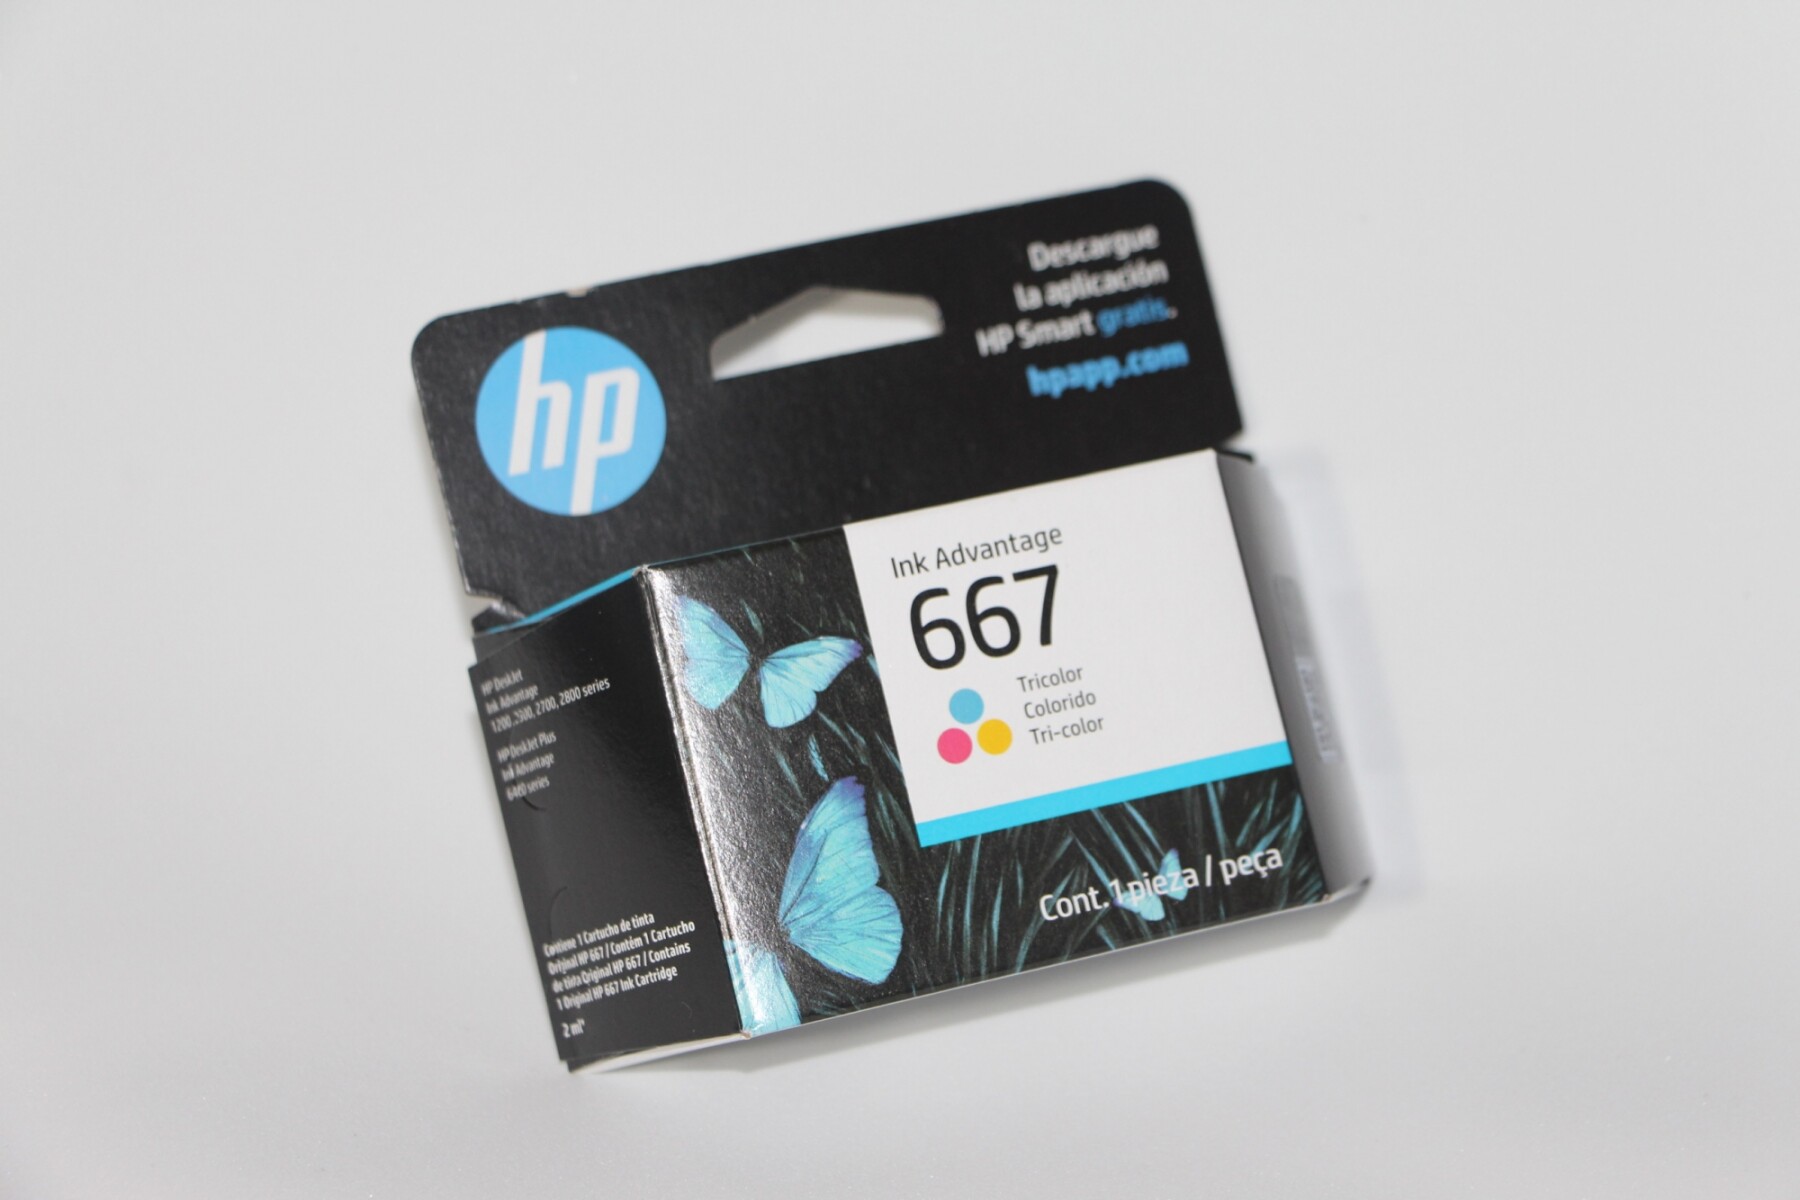 hp
Descargue
la aplicación
HP Smart gratis.
hpapp.com
Ink Advantage
667
Tricolor
Colorido
Tri-color
Cont. 1 pieza / peça
HP DeskJet
Ink Advantage
1200, 2300, 2700, 2800 series
HP DeskJet Plus
Ink Advantage
6400 series
Contiene 1 Cartucho de tinta
Original HP 667 / Contém 1 Cartucho
de tinta Original HP 667 / Contains
1 Original HP 667 Ink Cartridge
2 ml*